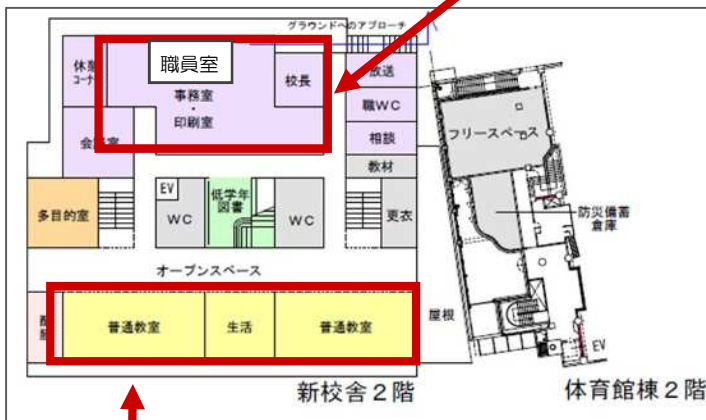 グラウンドへのアプローチ
職員室
休憩
コーナー
事務室
・
印刷室
校長
放送
職WC
会議室
相談
教材
フリースペース
EV
低学年
図書
多目的室
WC
WC
更衣
防災備蓄
倉庫
オープンスペース
普通教室
生活
普通教室
屋根
EV
新校舎2階
体育館棟2階